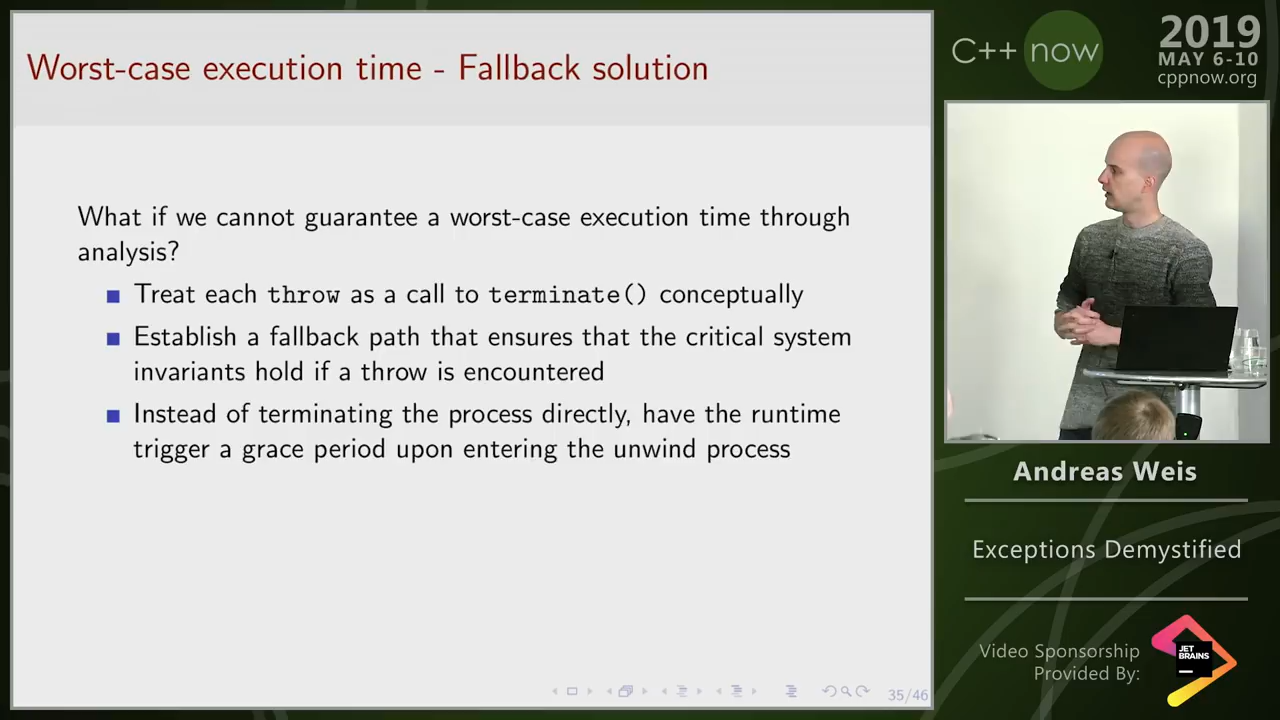 Worst-case execution time - Fallback solution
What if we cannot guarantee a worst-case execution time through
analysis?
Treat each throw as a call to terminate() conceptually
Establish a fallback path that ensures that the critical system
invariants hold if a throw is encountered
Instead of terminating the process directly, have the runtime
trigger a grace period upon entering the unwind process
35/46
C++ now
2019
MAY 6-10
cppnow.org
Andreas Weis
Exceptions Demystified
Video Sponsorship
Provided By:
JET
BRAINS